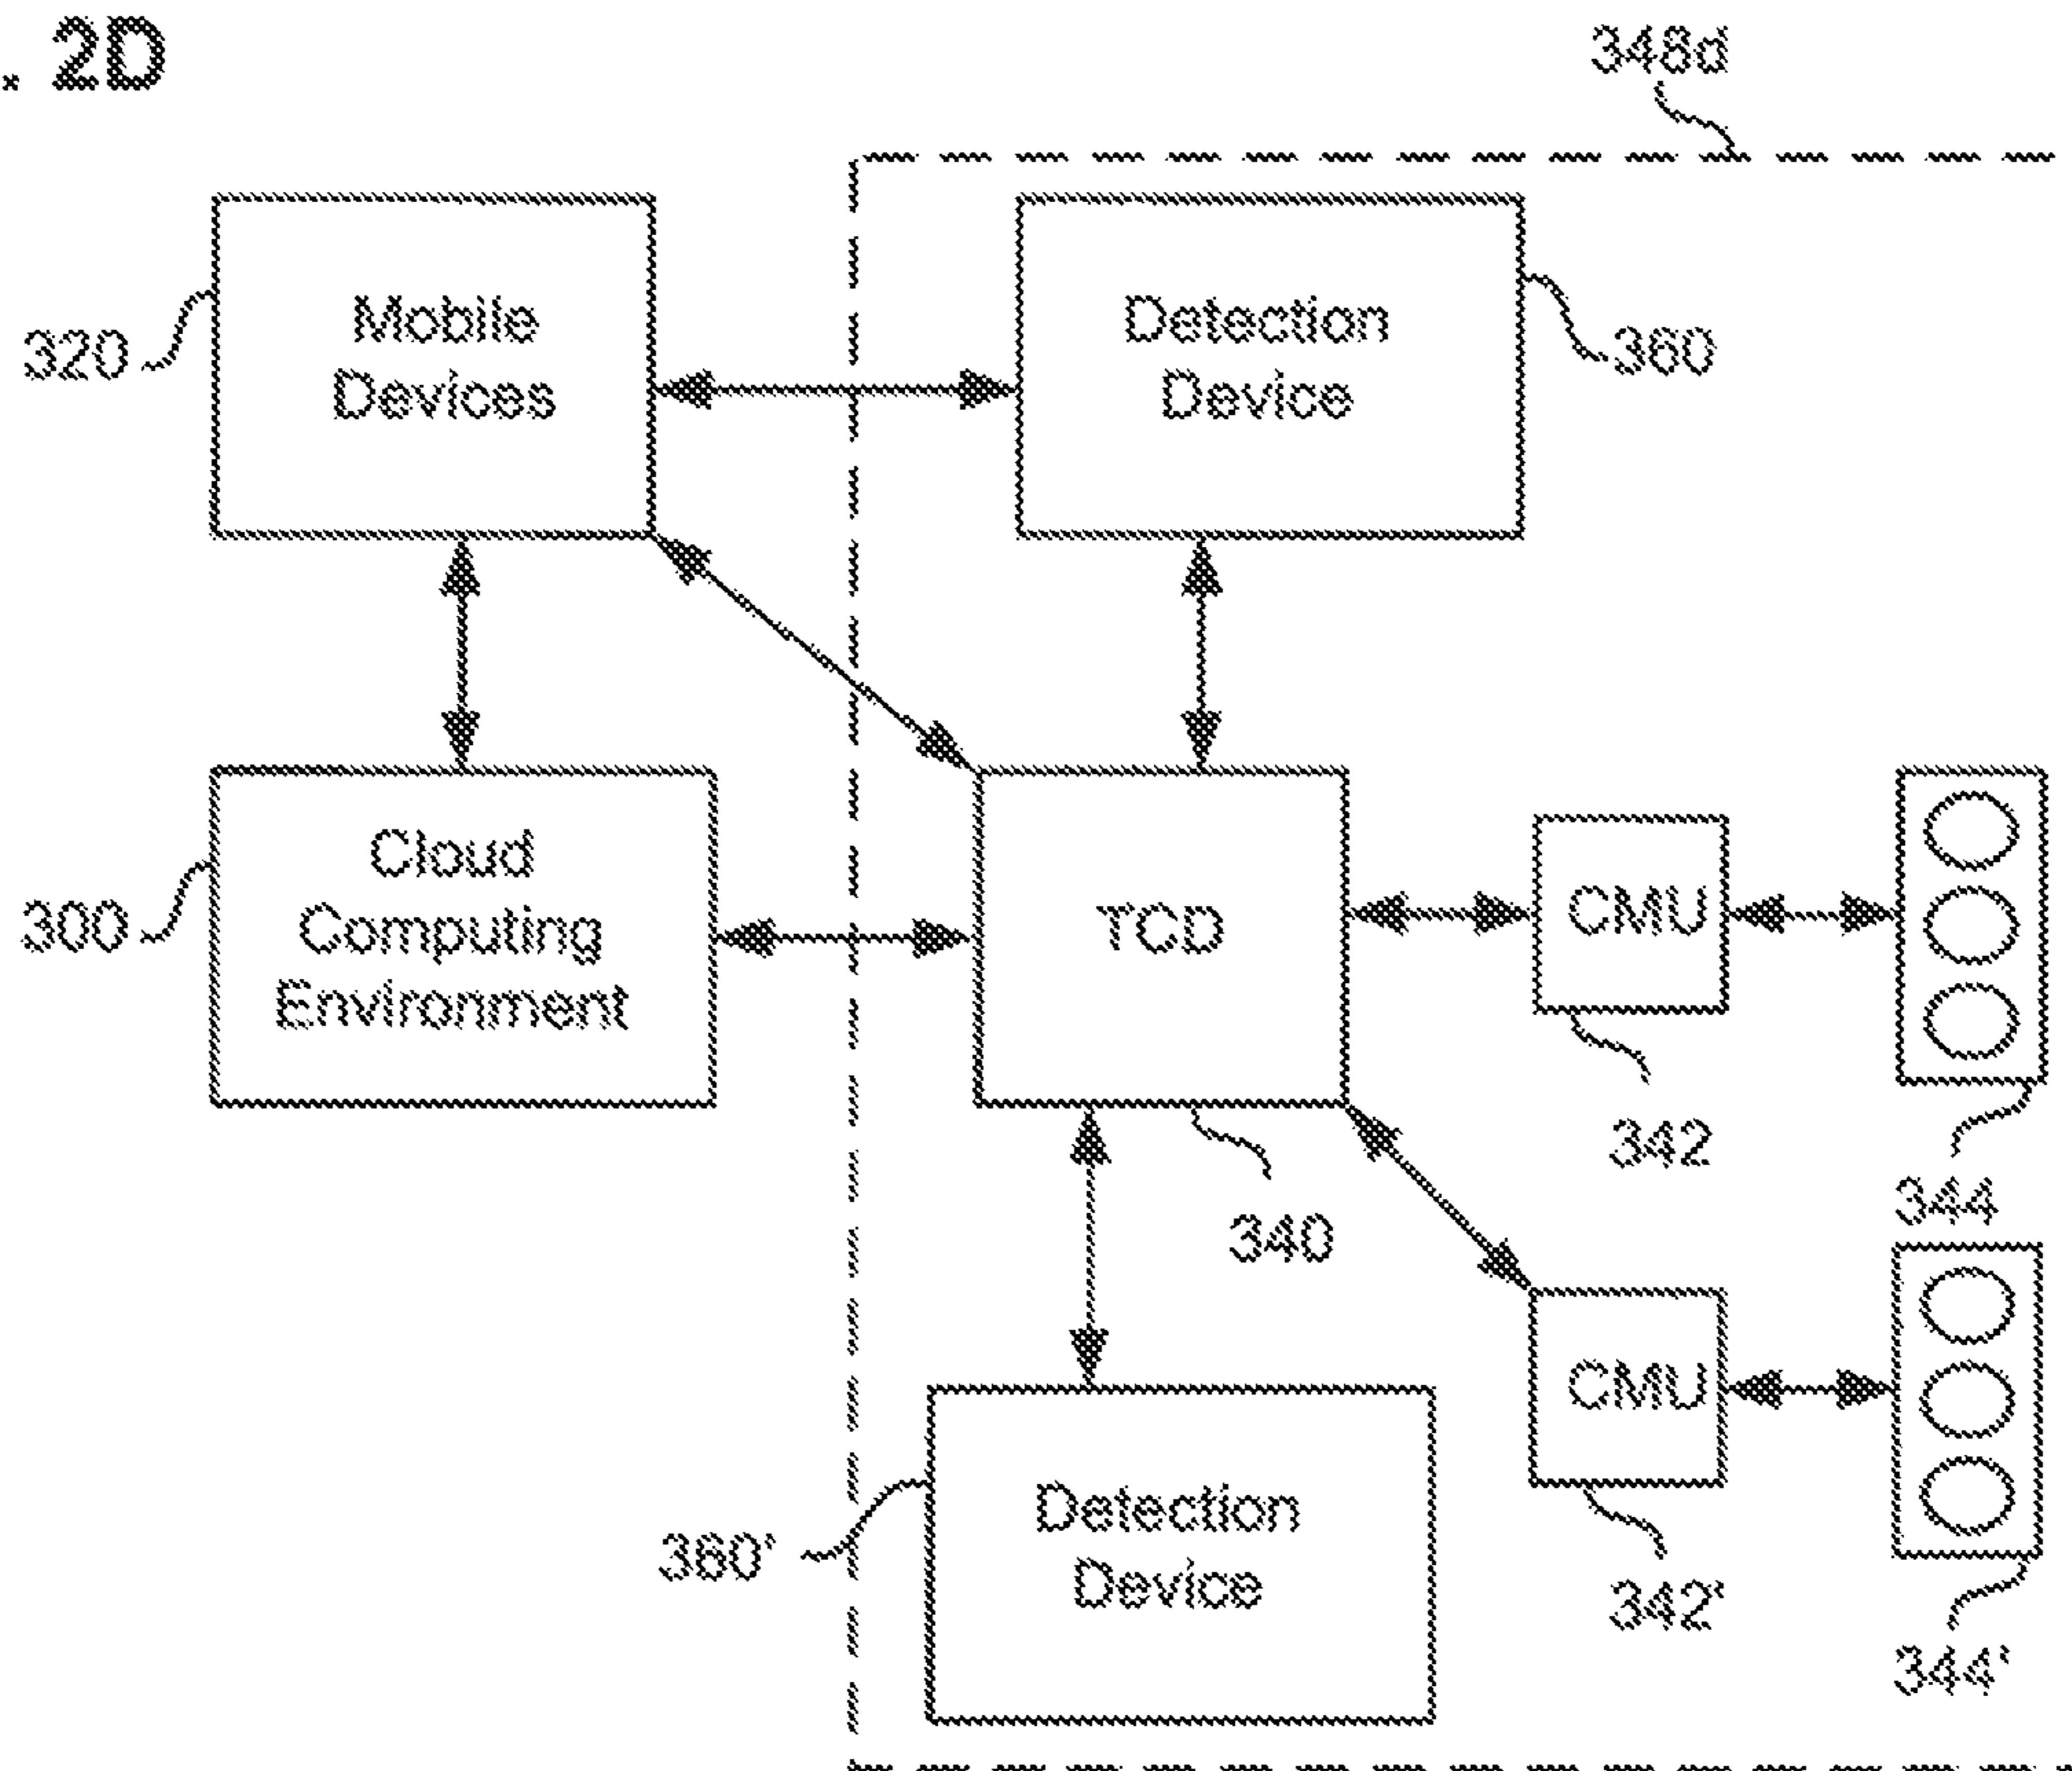 . 2D
348d
Mobile
Devices
320
Detection
Device
360
Cloud
Computing
Environment
300
TCD
CMU
342
344
340
CMU
Detection
Device
360'
342'
344'